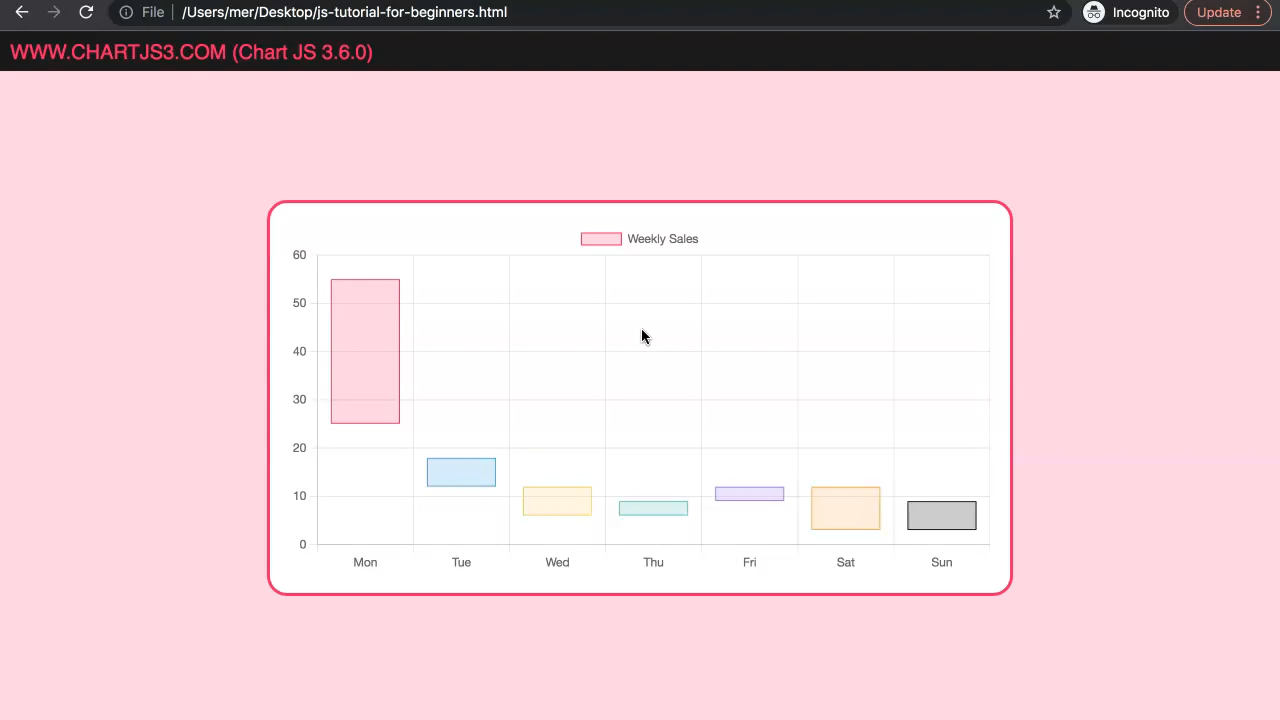 File /Users/mer/Desktop/js-tutorial-for-beginners.html Incognito Update
WWW.CHARTJS3.COM (Chart JS 3.6.0)
Weekly Sales
60
50
40
30
20
10
0
Mon Tue Wed Thu Fri Sat Sun